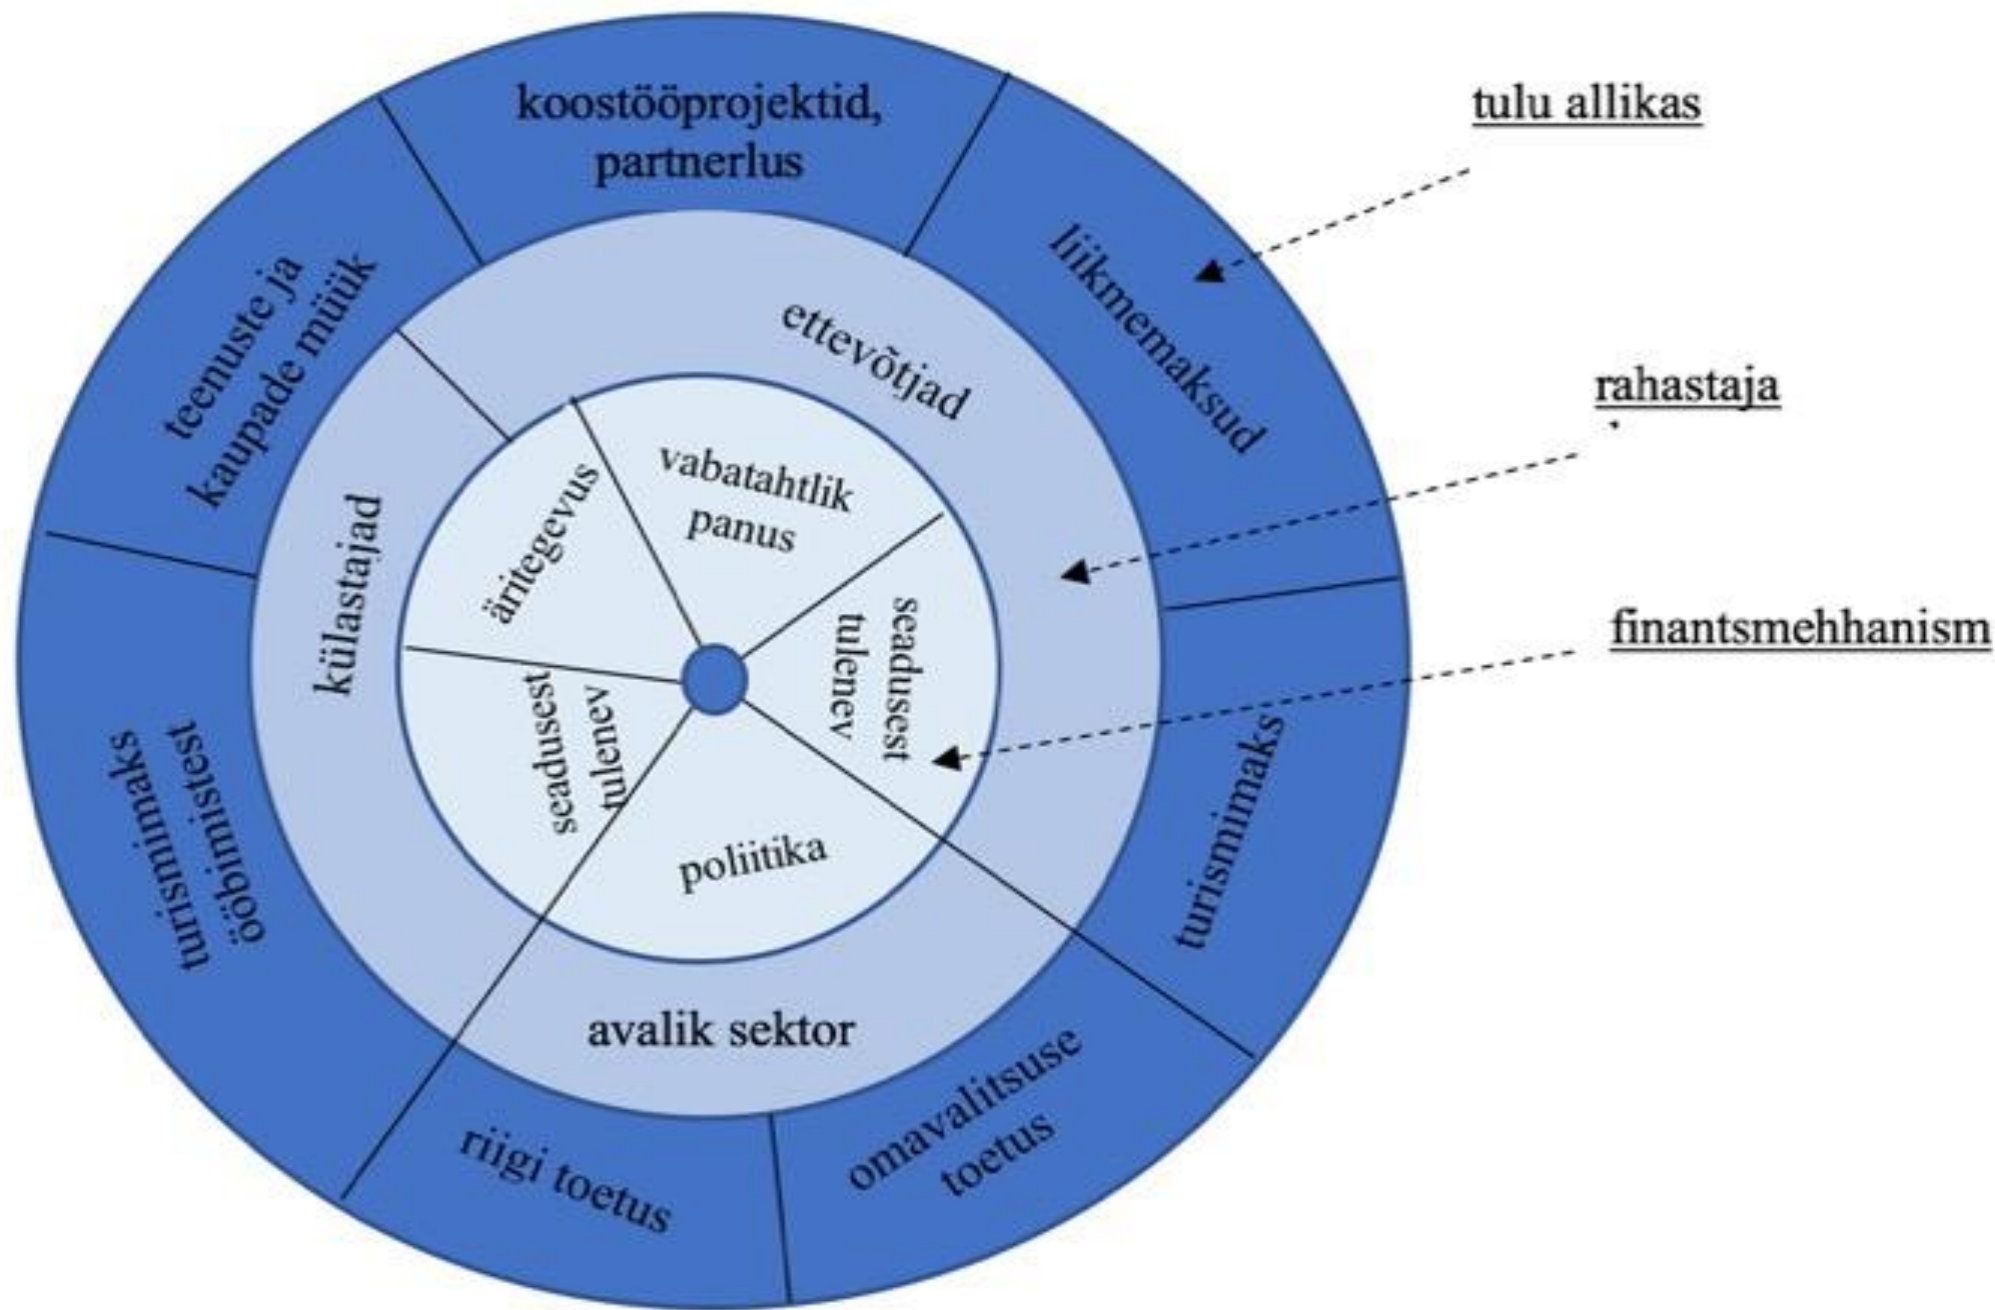 koostööprojektid,
partnerlus
tulu allikas
liikmemaksud
teenuste ja
kaupade müük
ettevõtjad
rahastaja
vabatahtlik
panus
äritegevus
külastajad
seadusest
tulenev
finantsmehhanism
seadusest
tulenev
turismimaks
turismimaks
ööbimistest
poliitika
avalik sektor
omavalitsuse
toetus
riigi toetus